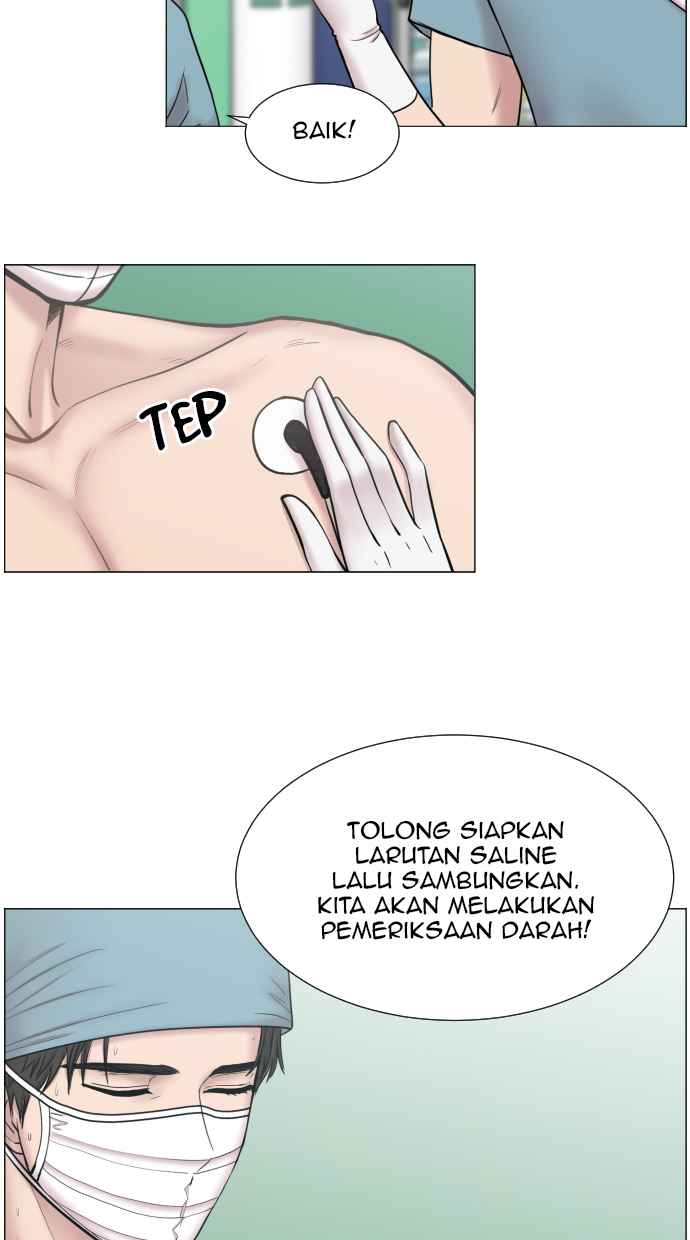 BAIK!
TEP
TOLONG SIAPKAN
LARUTAN SALINE
LALU SAMBUNGKAN,
KITA AKAN MELAKUKAN
PEMERIKSAAN DARAH!